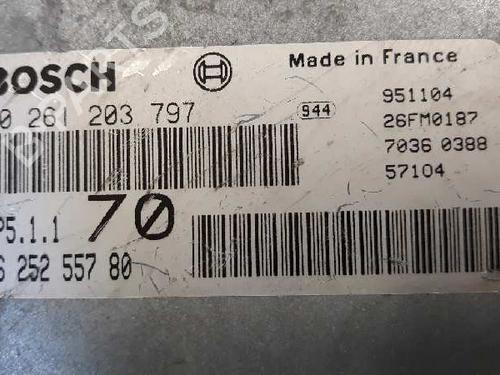 BOSCH
Made in France
0 261 203 797
944
951104
26FM0187
7036 0388
57104
P5.1.1
70
6 252 557 80